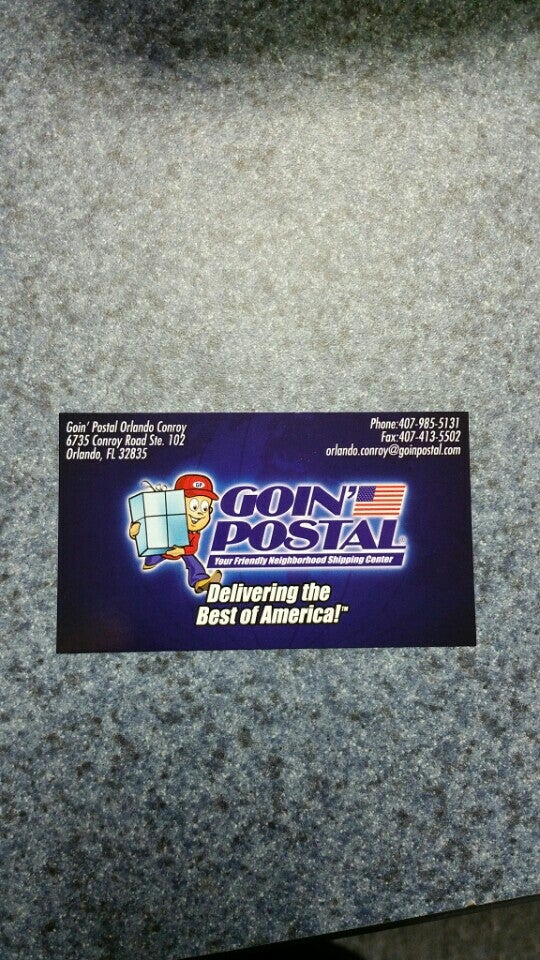 Goin' Postal Orlando Conroy
6735 Conroy Road Ste. 102
Orlando, FL 32835
Phone:407-985-5131
Fax:407-413-5502
orlando.conroy@goinpostal.com
GP
GOIN'
POSTAL®
Your Friendly Neighborhood Shipping Center
Delivering the
Best of America!™